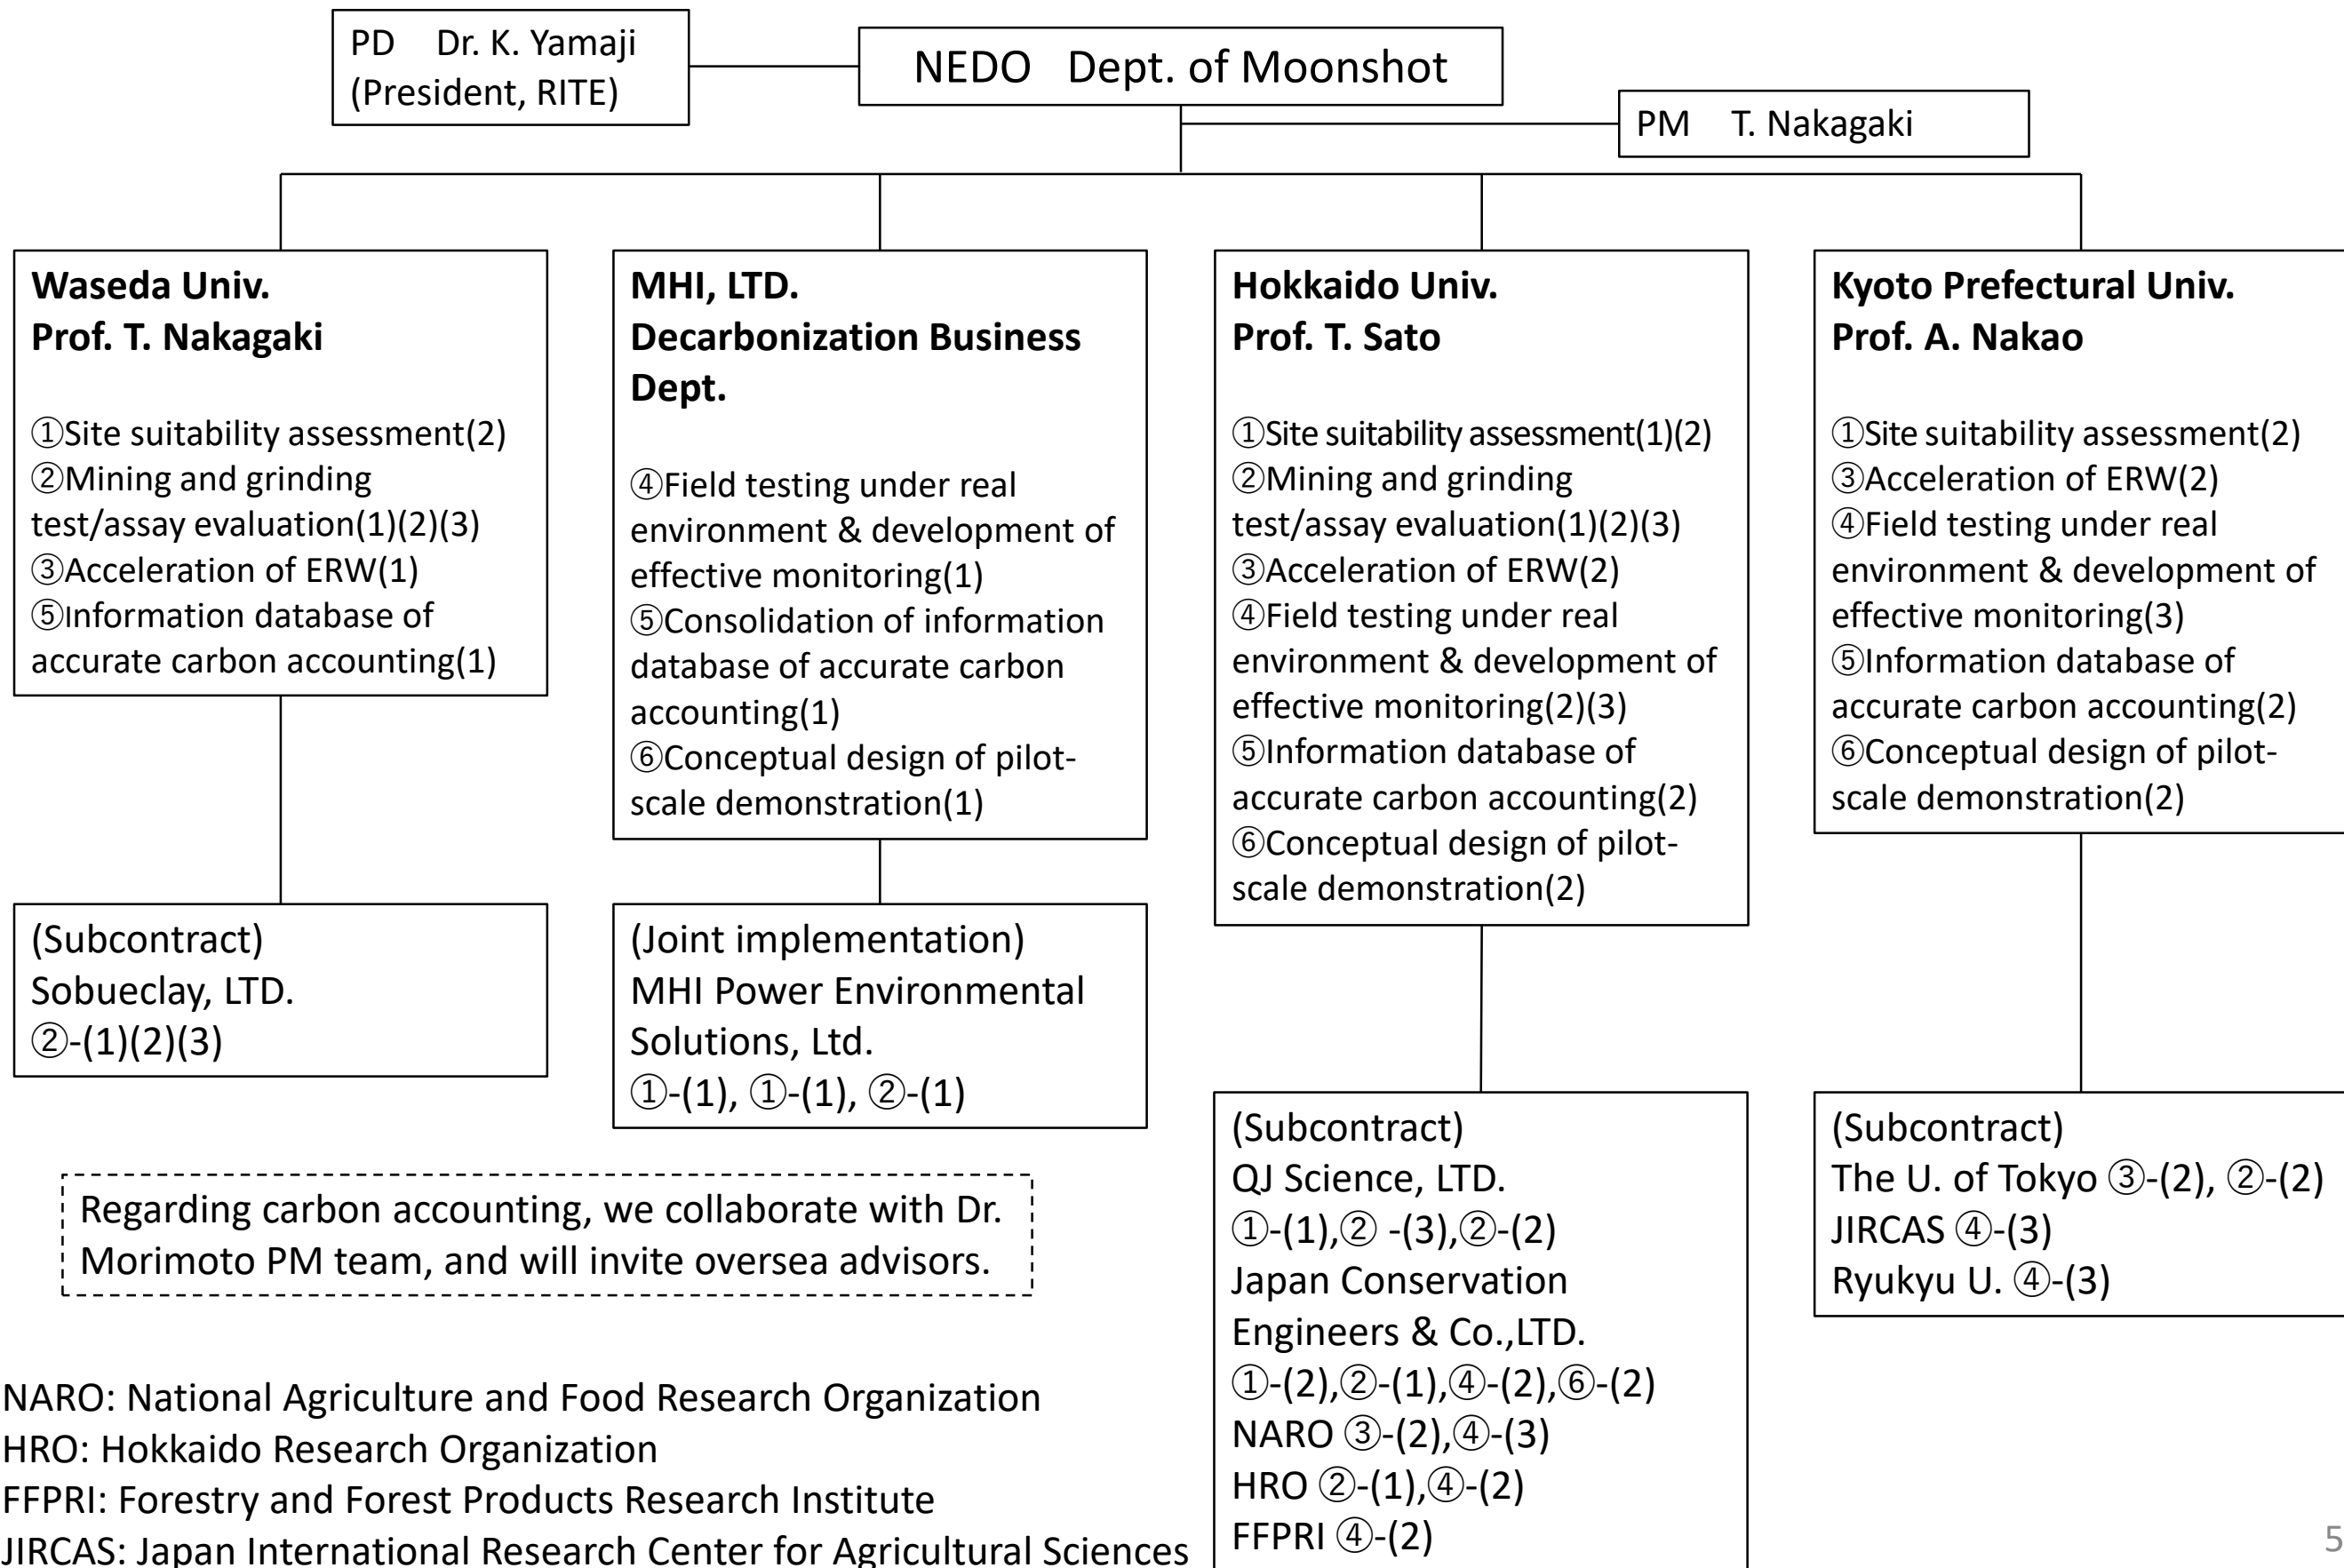 PD Dr. K. Yamaji
(President, RITE)
NEDO Dept. of Moonshot
PM T. Nakagaki
Waseda Univ.
Prof. T. Nakagaki
①Site suitability assessment(2)
②Mining and grinding
test/assay evaluation(1)(2)(3)
③Acceleration of ERW(1)
⑤Information database of
accurate carbon accounting(1)
MHI, LTD.
Decarbonization Business
Dept.
④Field testing under real
environment & development of
effective monitoring(1)
⑤Consolidation of information
database of accurate carbon
accounting(1)
⑥Conceptual design of pilot-
scale demonstration(1)
Hokkaido Univ.
Prof. T. Sato
①Site suitability assessment(1)(2)
②Mining and grinding
test/assay evaluation(1)(2)(3)
③Acceleration of ERW(2)
④Field testing under real
environment & development of
effective monitoring(2)(3)
⑤Information database of
accurate carbon accounting(2)
⑥Conceptual design of pilot-
scale demonstration(2)
Kyoto Prefectural Univ.
Prof. A. Nakao
①Site suitability assessment(2)
③Acceleration of ERW(2)
④Field testing under real
environment & development of
effective monitoring(3)
⑤Information database of
accurate carbon accounting(2)
⑥Conceptual design of pilot-
scale demonstration(2)
(Subcontract)
Sobueclay, LTD.
②-(1)(2)(3)
(Joint implementation)
MHI Power Environmental
Solutions, Ltd.
①-(1), ①-(1), ②-(1)
(Subcontract)
QJ Science, LTD.
①-(1),② -(3),②-(2)
Japan Conservation
Engineers & Co.,LTD.
①-(2),②-(1),④-(2),⑥-(2)
NARO ③-(2),④-(3)
HRO ②-(1),④-(2)
FFPRI ④-(2)
(Subcontract)
The U. of Tokyo ③-(2), ②-(2)
JIRCAS ④-(3)
Ryukyu U. ④-(3)
Regarding carbon accounting, we collaborate with Dr.
Morimoto PM team, and will invite oversea advisors.
NARO: National Agriculture and Food Research Organization
HRO: Hokkaido Research Organization
FFPRI: Forestry and Forest Products Research Institute
JIRCAS: Japan International Research Center for Agricultural Sciences
5